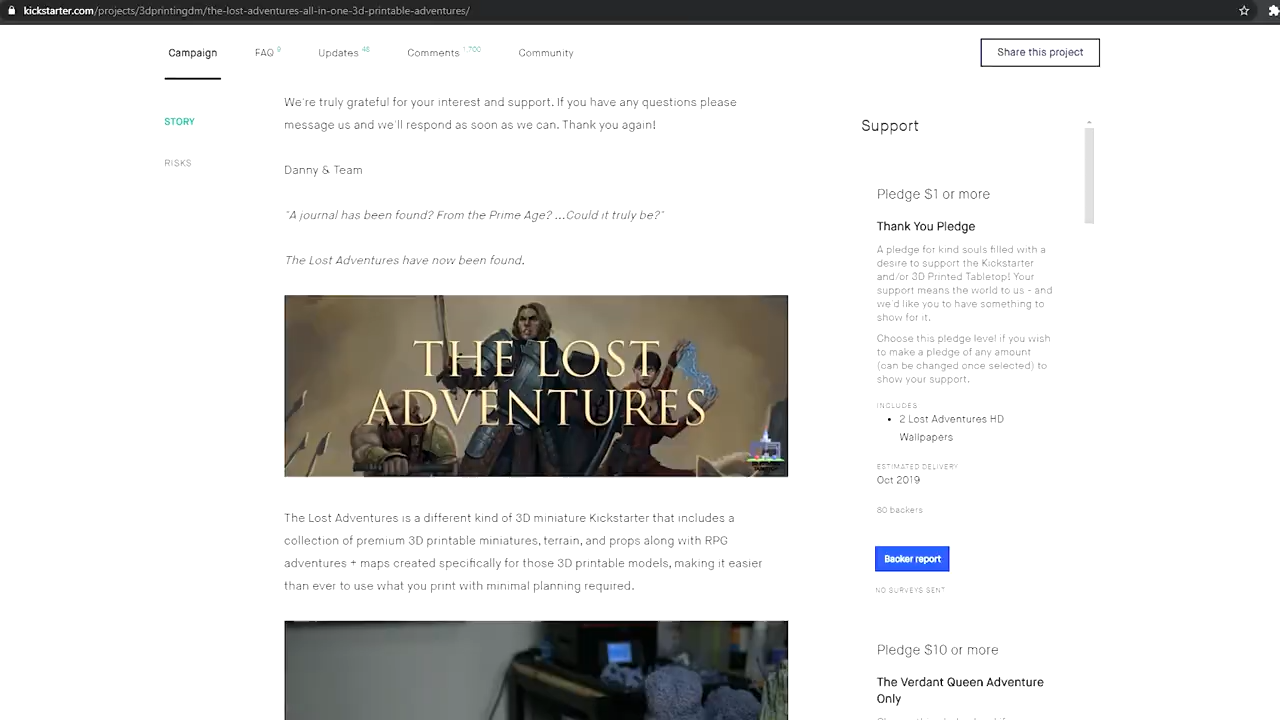 kickstarter.com/projects/3dprintingdm/the-lost-adventures-all-in-one-3d-printable-adventures/
Campaign
FAQ 9
Updates 46
Comments 1,700
Community
Share this project
STORY
RISKS
We're truly grateful for your interest and support. If you have any questions please
message us and we'll respond as soon as we can. Thank you again!
Danny & Team
"A journal has been found? From the Prime Age? ...Could it truly be?"
The Lost Adventures have now been found.
THE LOST
ADVENTURES
The Lost Adventures is a different kind of 3D miniature Kickstarter that includes a
collection of premium 3D printable miniatures, terrain, and props along with RPG
adventures + maps created specifically for those 3D printable models, making it easier
than ever to use what you print with minimal planning required.
Support
Pledge $1 or more
Thank You Pledge
A pledge for kind souls filled with a
desire to support the Kickstarter
and/or 3D Printed Tabletop! Your
support means the world to us - and
we'd like you to have something to
show for it.
Choose this pledge level if you wish
to make a pledge of any amount
(can be changed once selected) to
show your support.
INCLUDES:
• 2 Lost Adventures HD
Wallpapers
ESTIMATED DELIVERY
Oct 2019
80 backers
Backer report
NO SURVEYS SENT
Pledge $10 or more
The Verdant Queen Adventure
Only